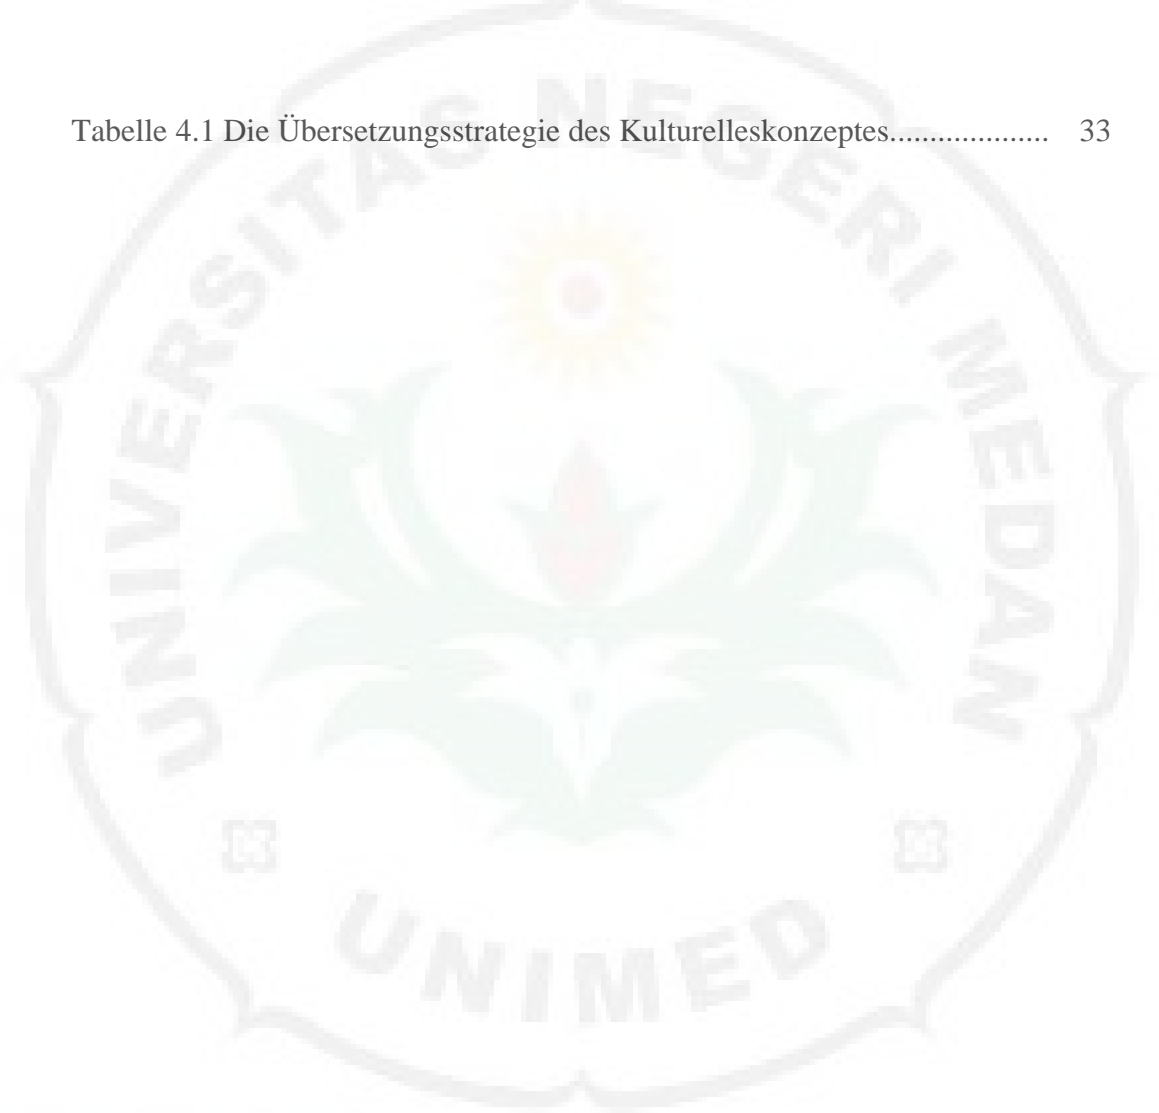 Tabelle 4.1 Die Übersetzungsstrategie des Kulturelleskonzeptes.................... 33
UNIVERSITAS NEGERI MEDAN
UNIMED